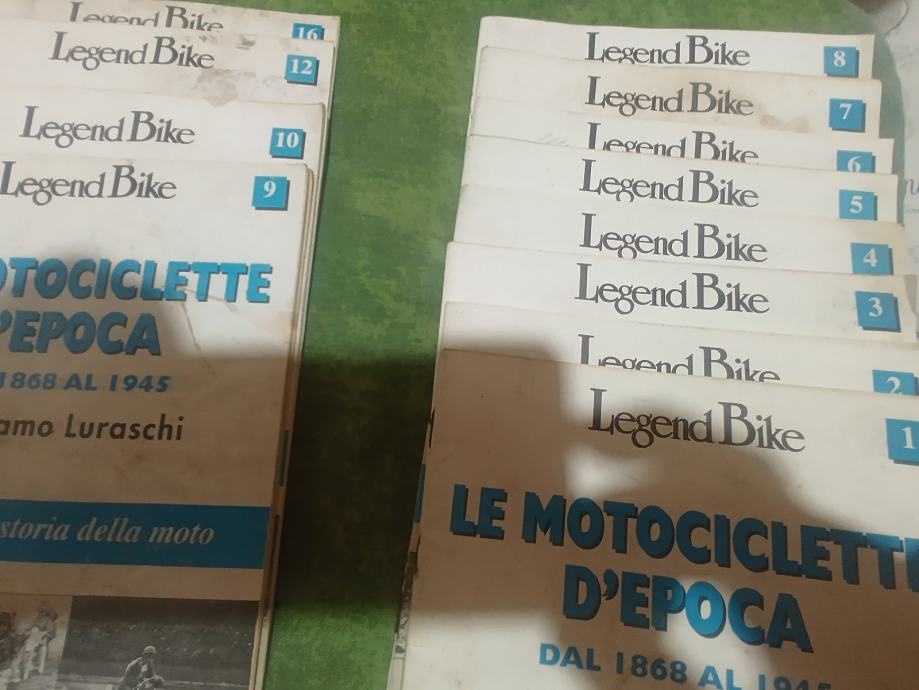 Legend Bike 16
Legend Bike 12
Legend Bike 10
Legend Bike 9
OTOCICLETTE
D'EPOCA
1868 AL 1945
amo Luraschi
storia della moto
Legend Bike 8
Legend Bike 7
Legend Bike 6
Legend Bike 5
Legend Bike 4
Legend Bike 3
Legend Bike 2
Legend Bike 1
LE MOTOCICLETTE
D'EPOCA
DAL 1868 AL 1945